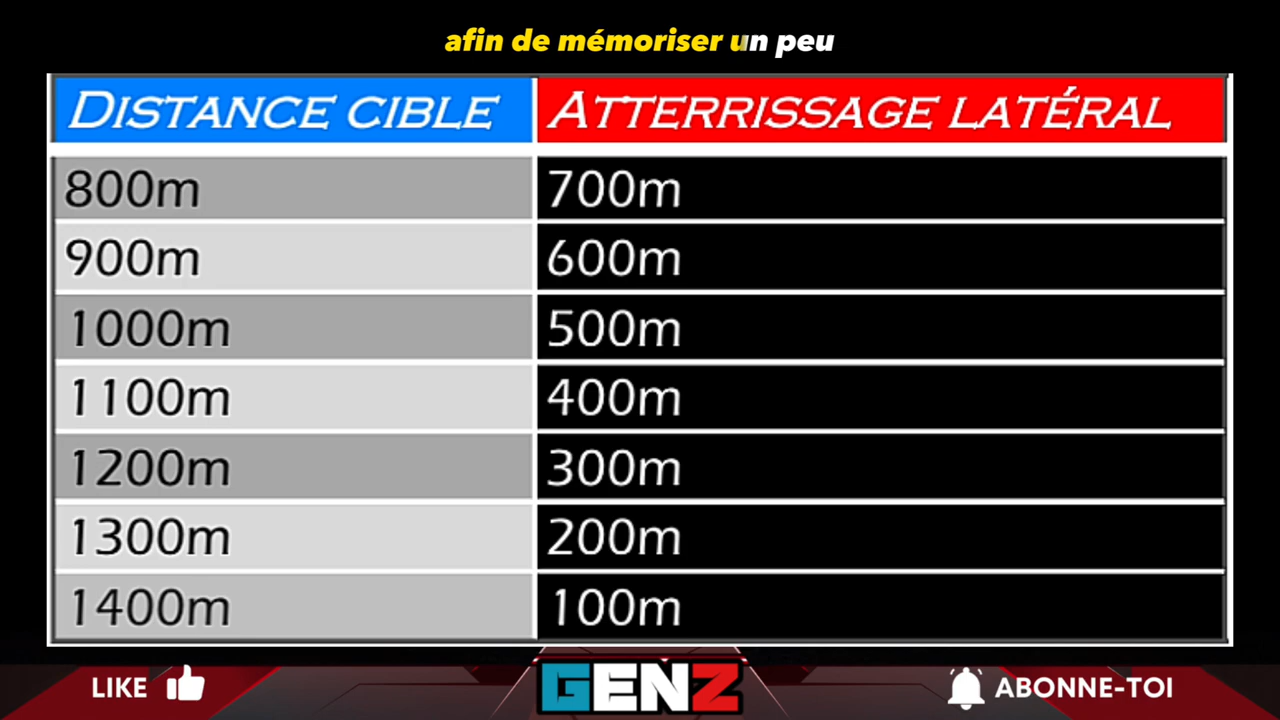 afin de mémoriser un peu
DISTANCE CIBLE ATTERRISSAGE LATÉRAL
800m 700m
900m 600m
1000m 500m
1100m 400m
1200m 300m
1300m 200m
1400m 100m
LIKE GENZ ABONNE-TOI